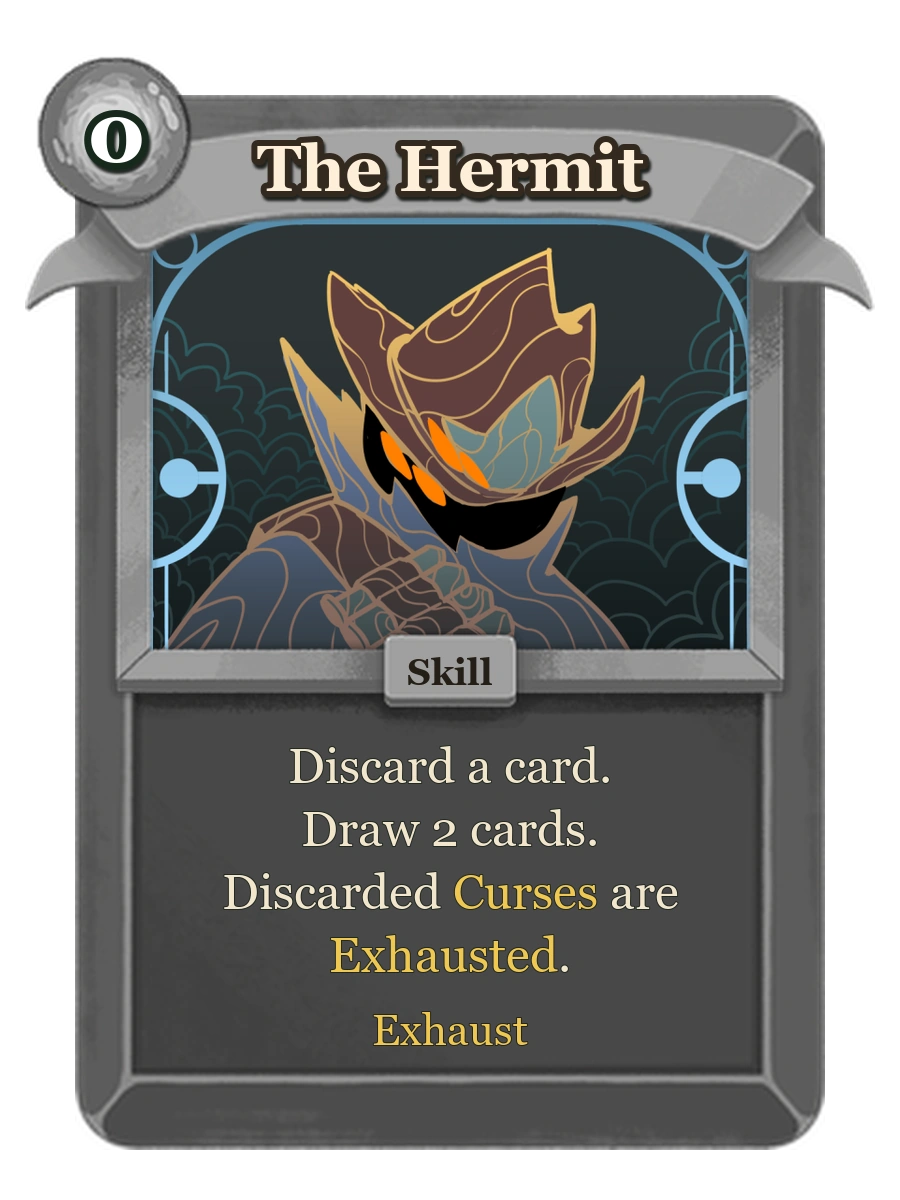 0
The Hermit
Skill
Discard a card.
Draw 2 cards.
Discarded Curses are
Exhausted.
Exhaust